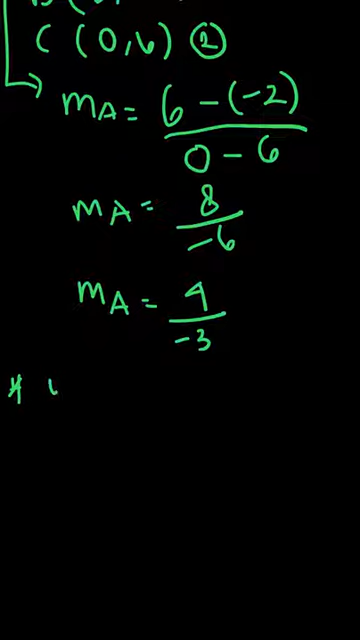 C (0,6) ②
mA = 6 - (-2) / 0 - 6
mA = 8 / -6
mA = 4 / -3
*